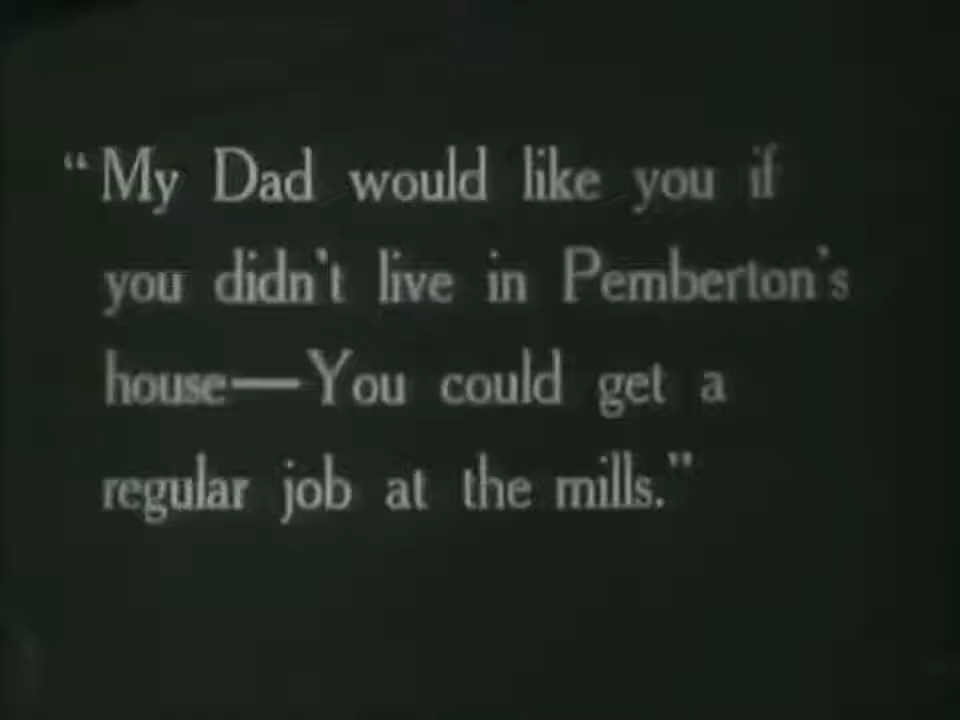 “My Dad would like you if
you didn't live in Pemberton's
house—You could get a
regular job at the mills.”